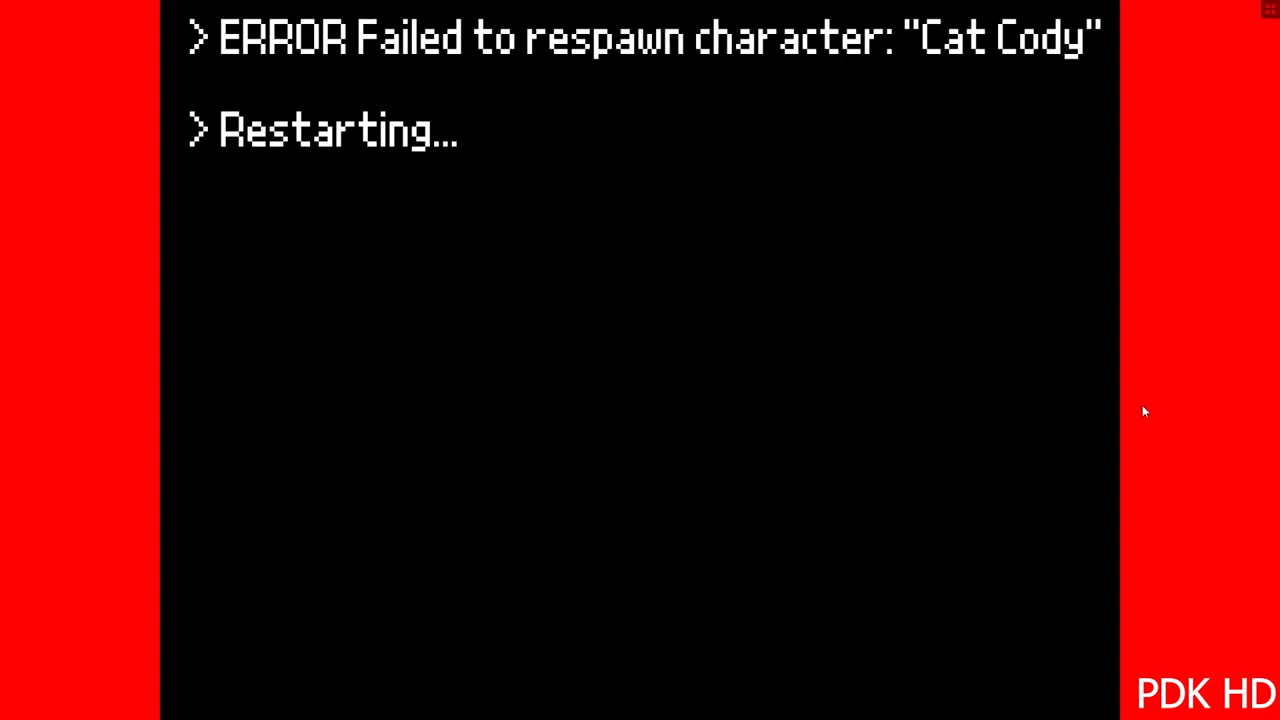 > ERROR Failed to respawn character: "Cat Cody"
> Restarting...
PDK HD